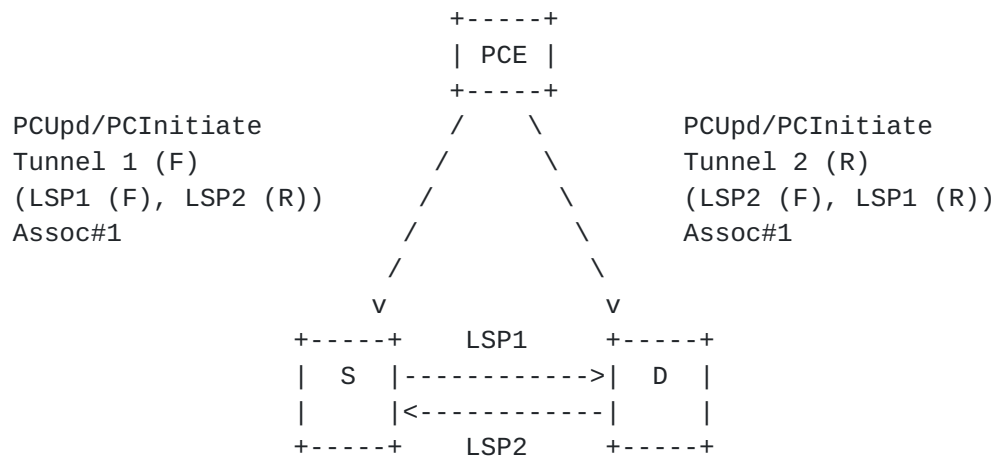 PCE
PCUpd/PCInitiate PCUpd/PCInitiate
Tunnel 1 (F) Tunnel 2 (R)
(LSP1 (F), LSP2 (R)) (LSP2 (F), LSP1 (R))
Assoc#1 Assoc#1
LSP1
S D
LSP2